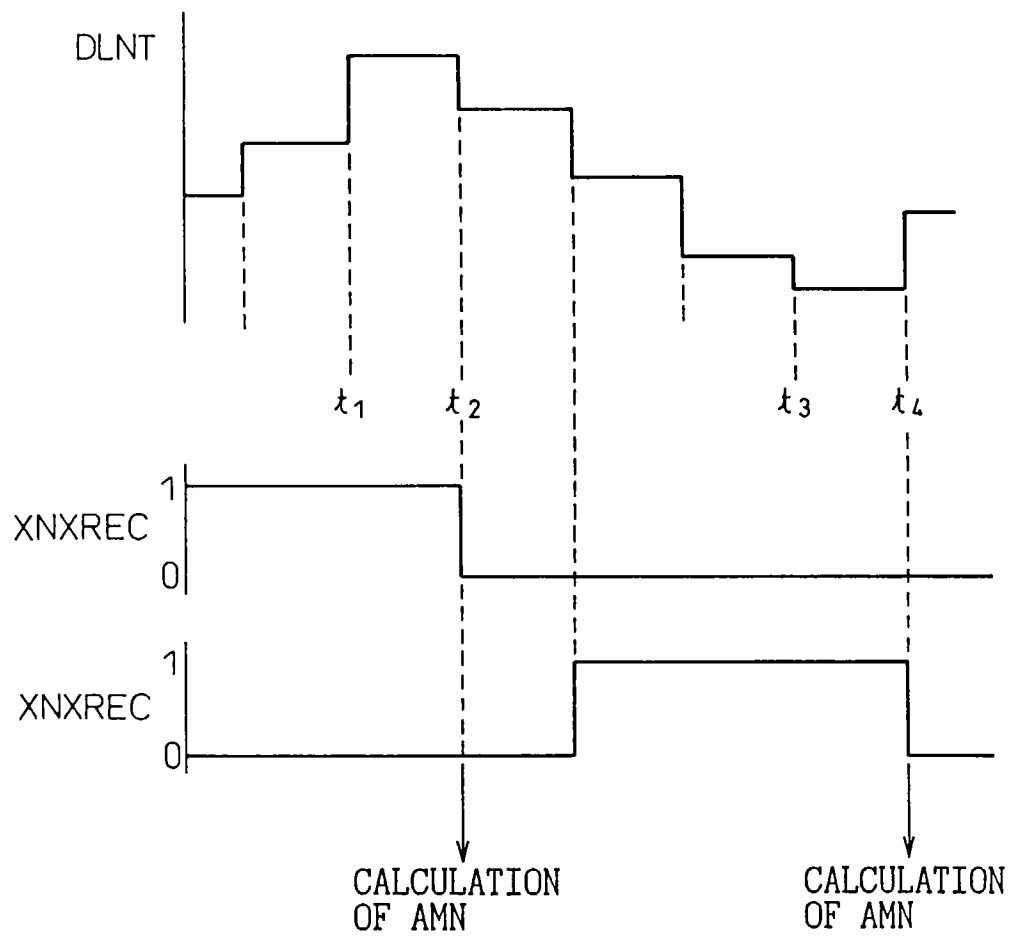 DLNT
t1 t2 t3 t4
1
XNXREC
0
1
XNXREC
0
CALCULATION
OF AMN
CALCULATION
OF AMN